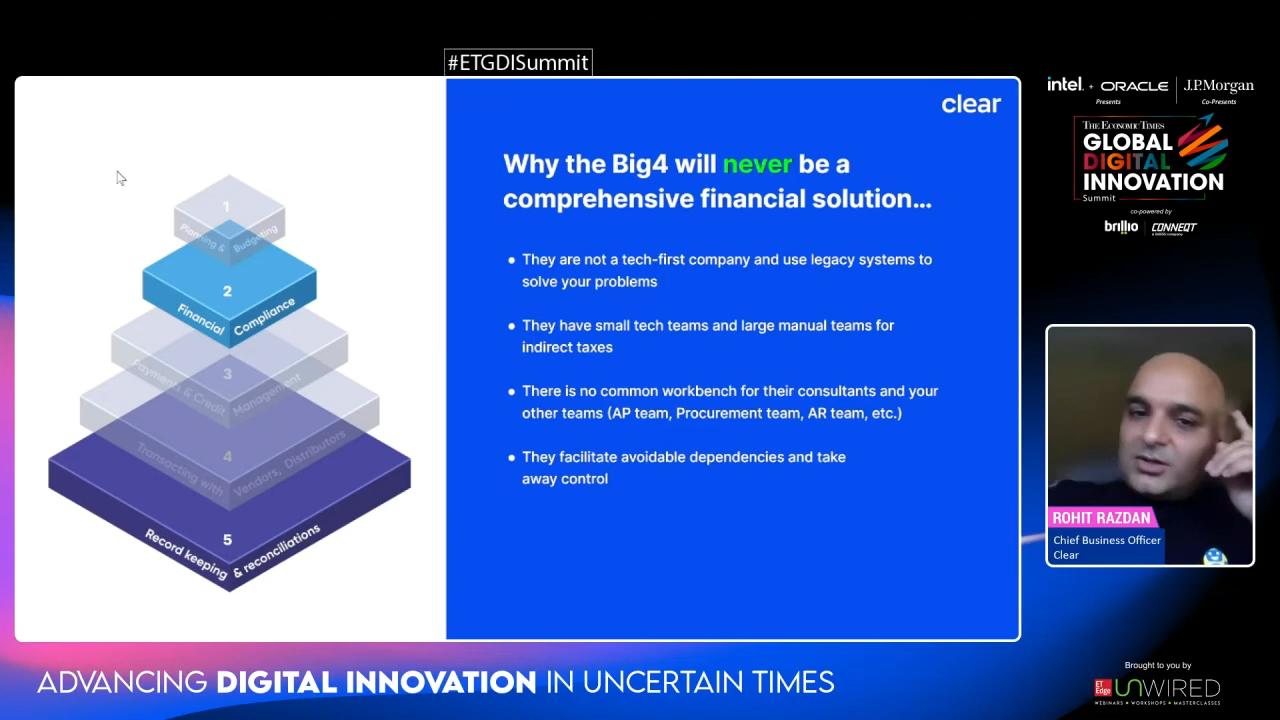 #ETGDISummit
clear
Why the Big4 will never be a
comprehensive financial solution...
• They are not a tech-first company and use legacy systems to
solve your problems
• They have small tech teams and large manual teams for
indirect taxes
• There is no common workbench for their consultants and your
other teams (AP team, Procurement team, AR team, etc.)
• They facilitate avoidable dependencies and take
away control
1
Planning & Budgeting
2
Financial Compliance
3
Payments & Credit Management
4
Transacting with Vendors, Distributors
5
Record keeping & reconciliations
intel. + ORACLE | J.P.Morgan
Presents Co-Presents
THE ECONOMIC TIMES
GLOBAL
DIGITAL
INNOVATION
Summit
co-powered by
brillio CONNEQT
ROHIT RAZDAN
Chief Business Officer
Clear
ADVANCING DIGITAL INNOVATION IN UNCERTAIN TIMES
Brought to you by
ET Edge UNWIRED
WEBINARS • WORKSHOPS • MASTERCLASSES